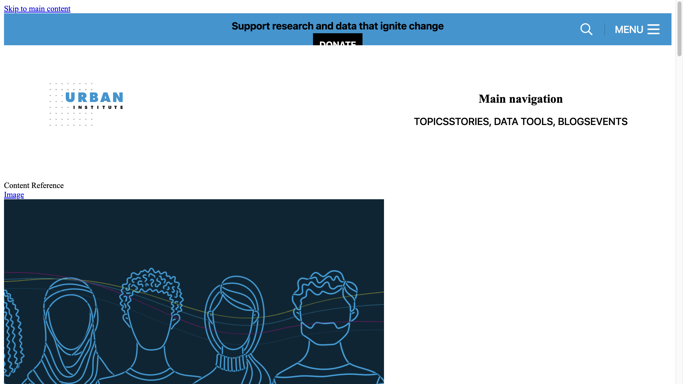 Skip to main content
Support research and data that ignite change
DONATE
MENU
URBAN
INSTITUTE
Main navigation
TOPICSSTORIES, DATA TOOLS, BLOGSEVENTS
Content Reference
Image